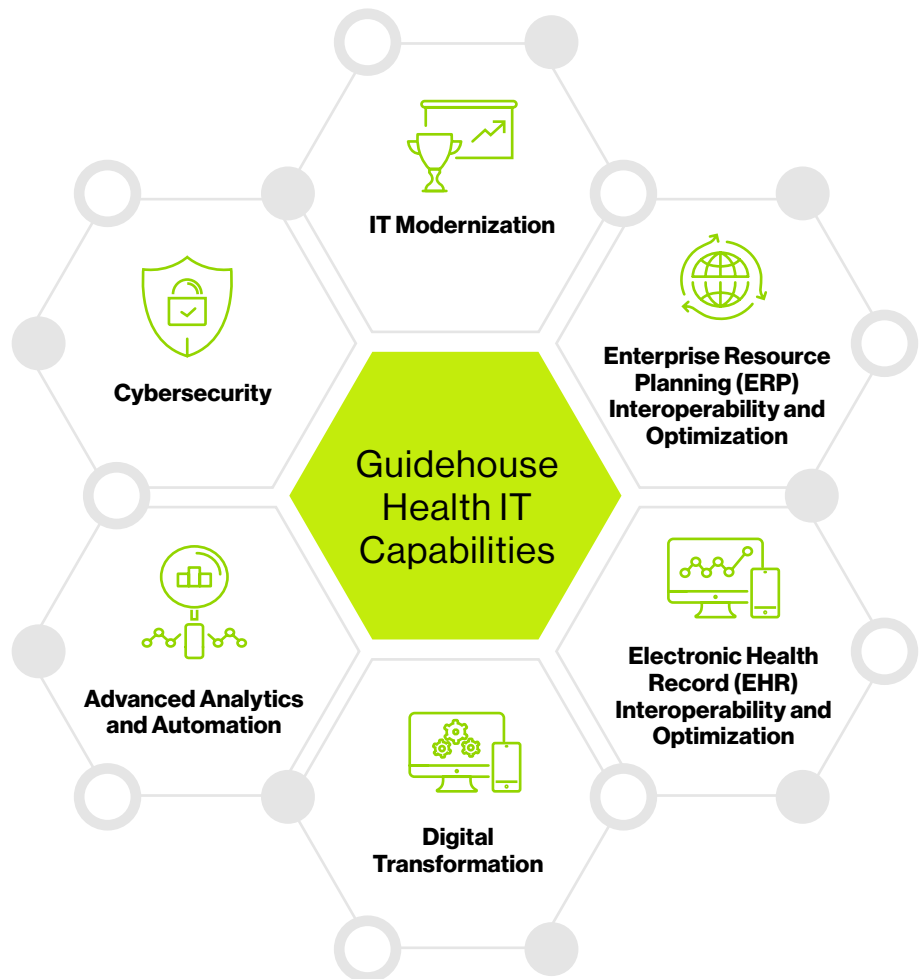 IT Modernization
Enterprise Resource
Planning (ERP)
Interoperability and
Optimization
Cybersecurity
Guidehouse
Health IT
Capabilities
Electronic Health
Record (EHR)
Interoperability and
Optimization
Advanced Analytics
and Automation
Digital
Transformation